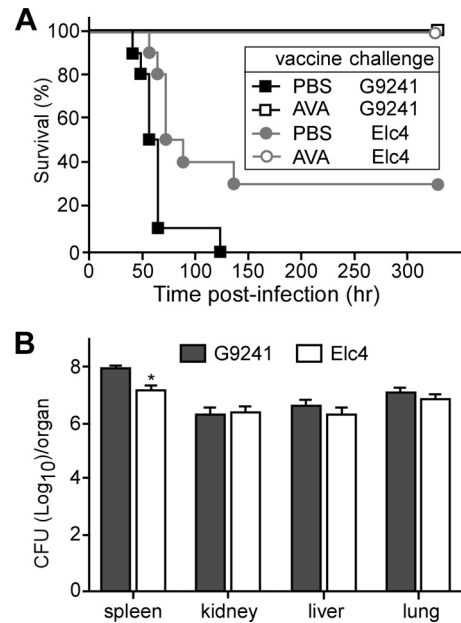 A
Survival (%)
100
80
60
40
20
0
0 50 100 150 200 250 300
Time post-infection (hr)
vaccine challenge
PBS G9241
AVA G9241
PBS Elc4
AVA Elc4
B
CFU (Log10)/organ
8
6
4
2
0
G9241 Elc4
*
spleen kidney liver lung